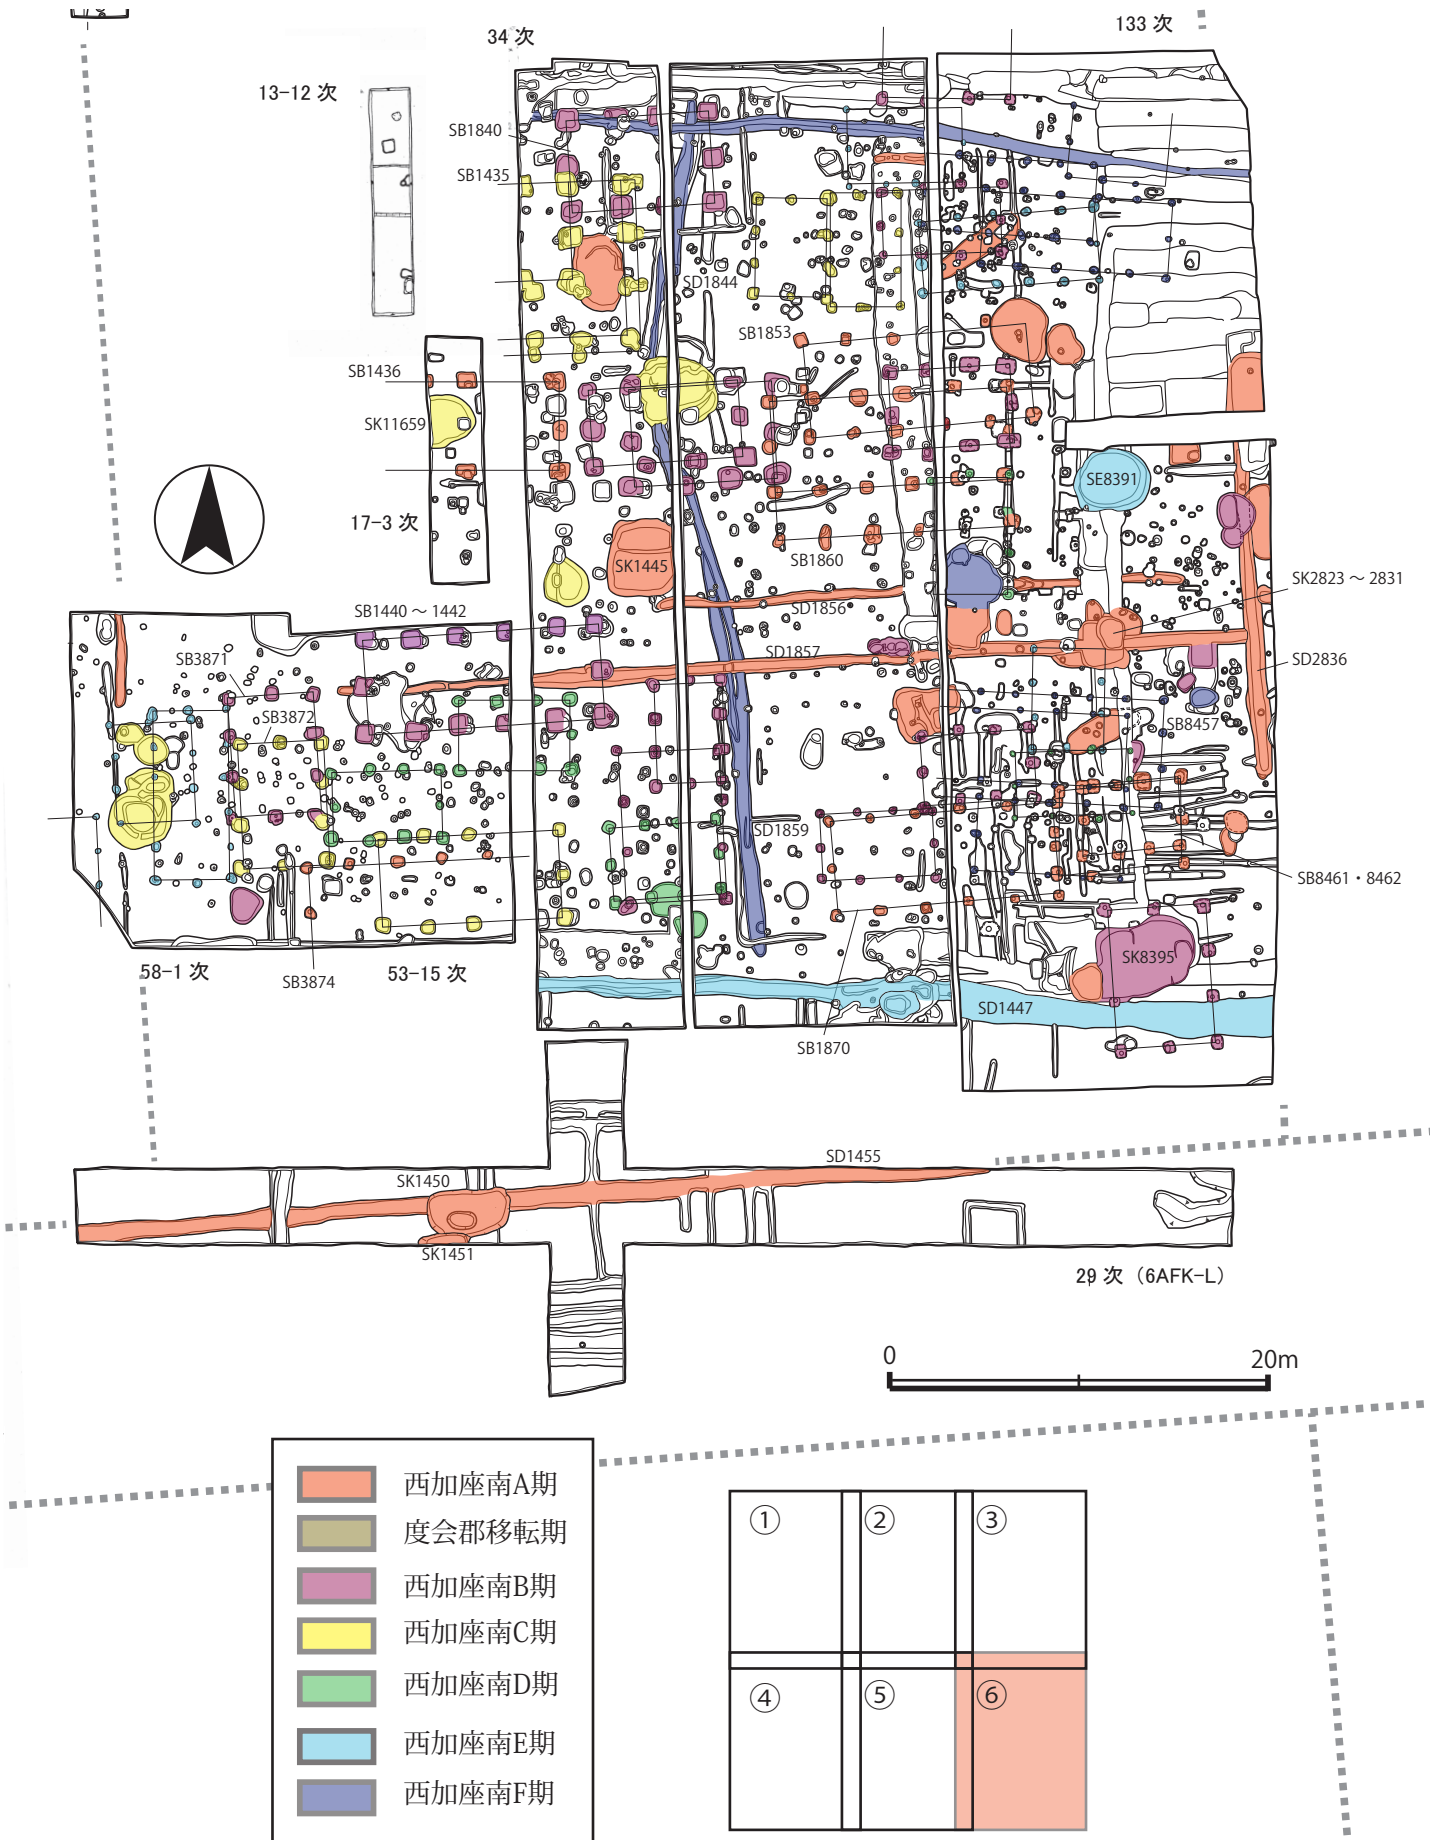 34 次
133 次
13-12 次
SB1840
SB1435
SD1844
SB1853
SB1436
SK11659
SE8391
17-3 次
SK1445
SB1860
SK2823 ~ 2831
SD1856
SB1440 ~ 1442
SD1857
SB3871
SD2836
SB3872
SB8457
SD1859
SB8461・8462
SK8395
58-1 次
SB3874
53-15 次
SD1447
SB1870
SD1455
SK1450
SK1451
29 次（6AFK-L）
0
20m
西加座南A期
度会郡移転期
西加座南B期
西加座南C期
西加座南D期
西加座南E期
西加座南F期
①
②
③
④
⑤
⑥